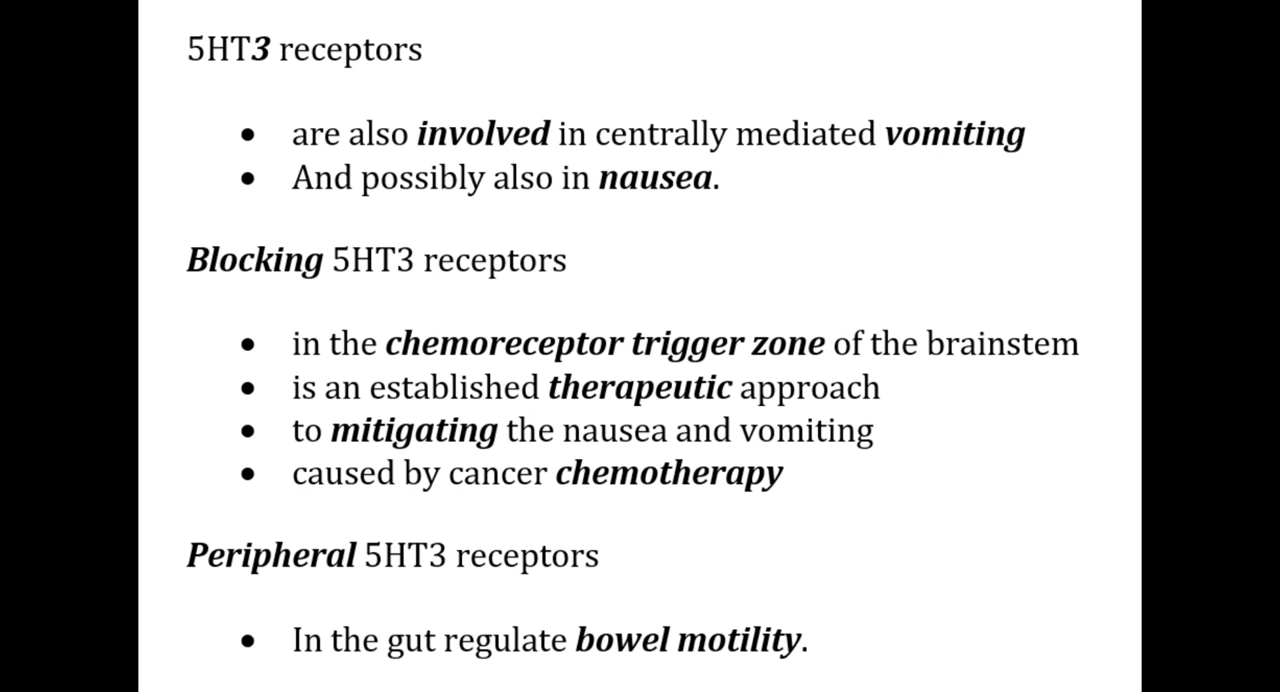 5HT3 receptors
• are also involved in centrally mediated vomiting
• And possibly also in nausea.
Blocking 5HT3 receptors
• in the chemoreceptor trigger zone of the brainstem
• is an established therapeutic approach
• to mitigating the nausea and vomiting
• caused by cancer chemotherapy
Peripheral 5HT3 receptors
• In the gut regulate bowel motility.